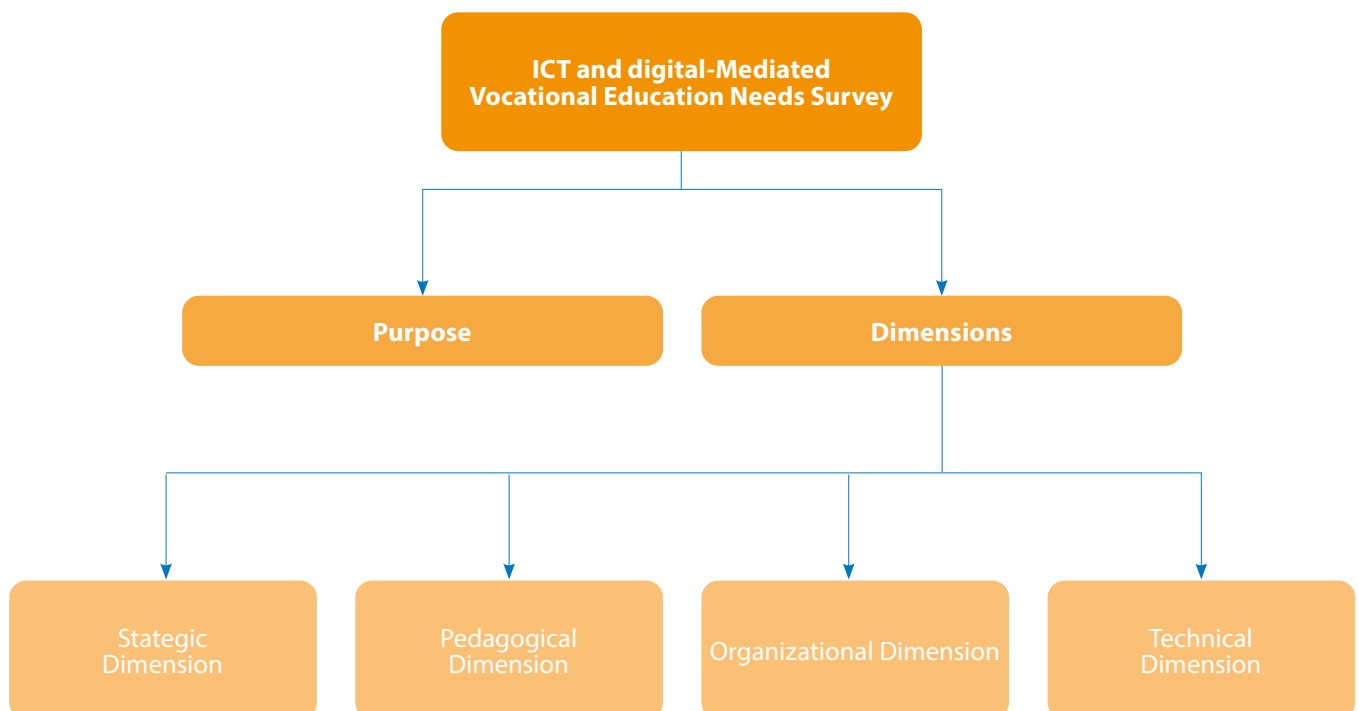 ICT and digital-Mediated
Vocational Education Needs Survey
Purpose
Dimensions
Stategic
Dimension
Pedagogical
Dimension
Organizational Dimension
Technical
Dimension